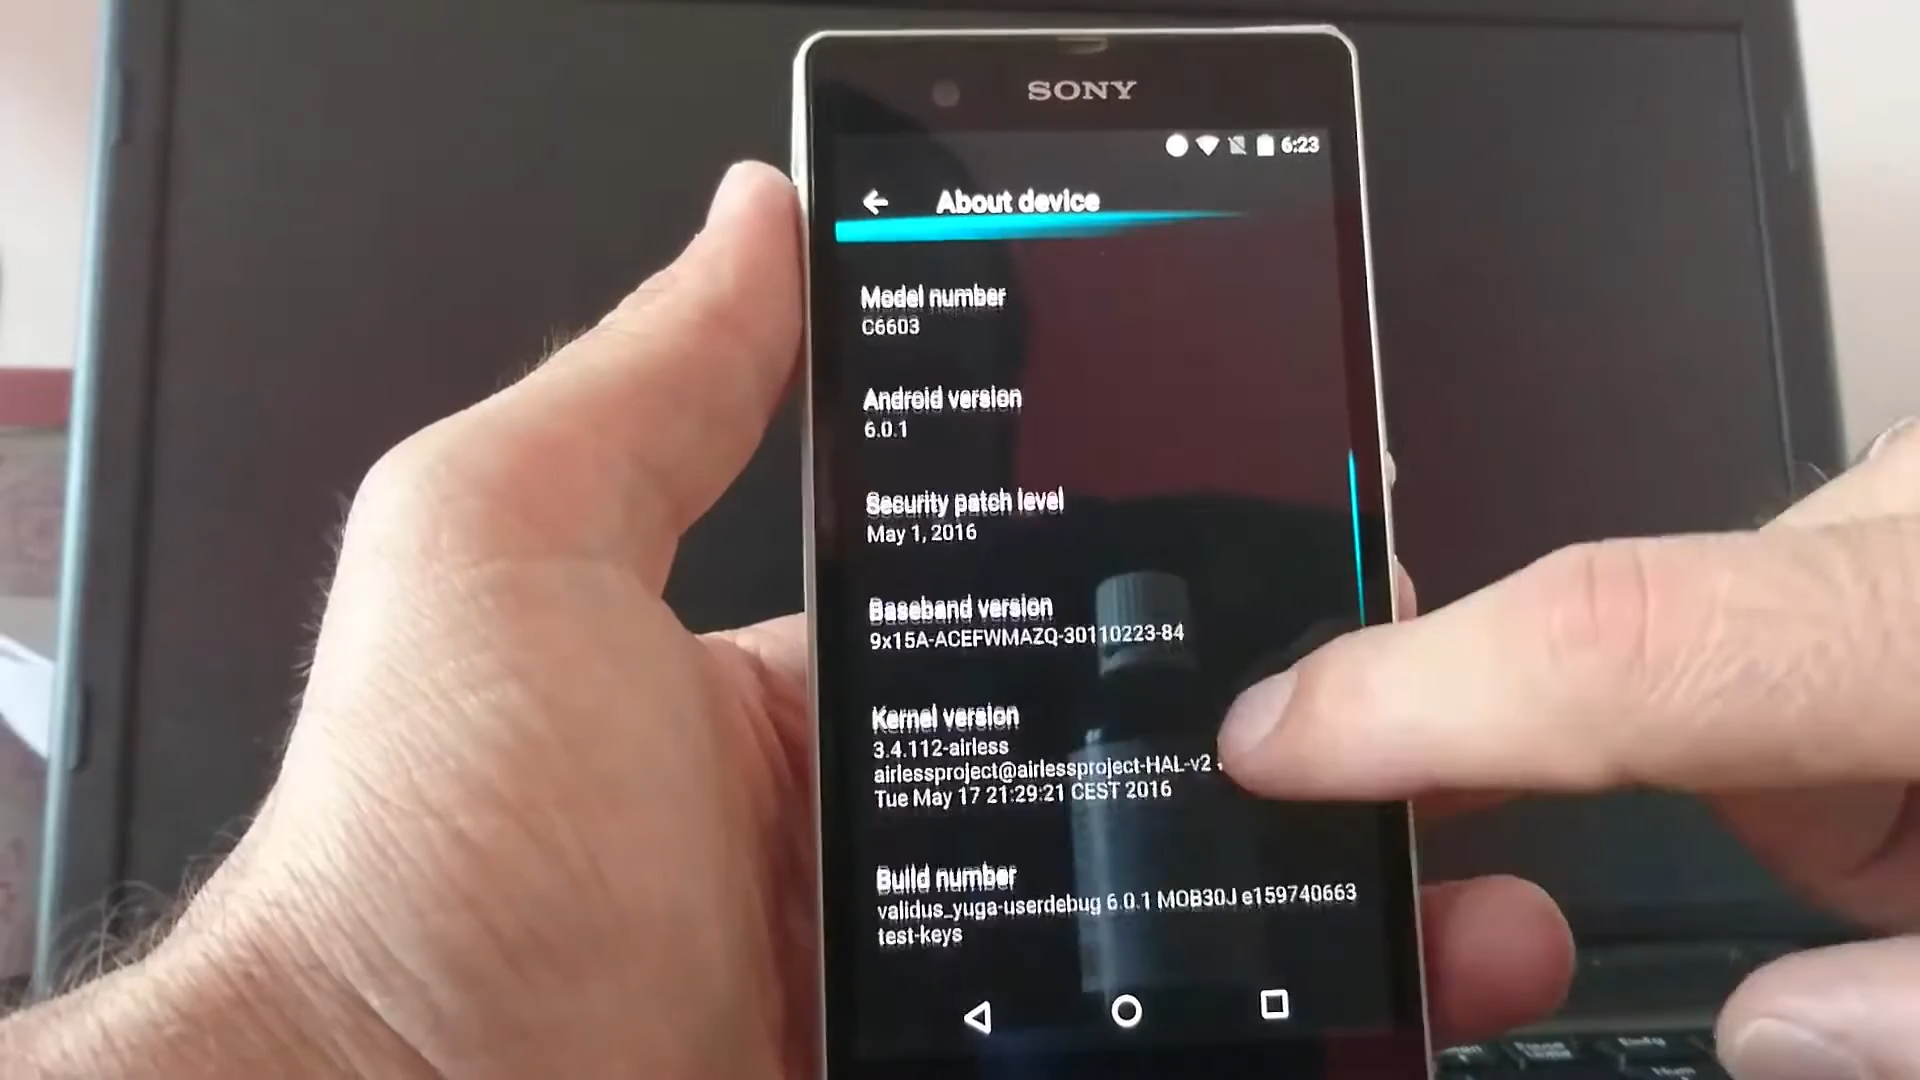 SONY
6:23
About device
Model number
C6603
Android version
6.0.1
Security patch level
May 1, 2016
Baseband version
9x15A-ACEFWMAZQ-30110223-84
Kernel version
3.4.112-airless
airlessproject@airlessproject-HAL-v2
Tue May 17 21:29:21 CEST 2016
Build number
validus_yuga-userdebug 6.0.1 MOB30J e159740663
test-keys